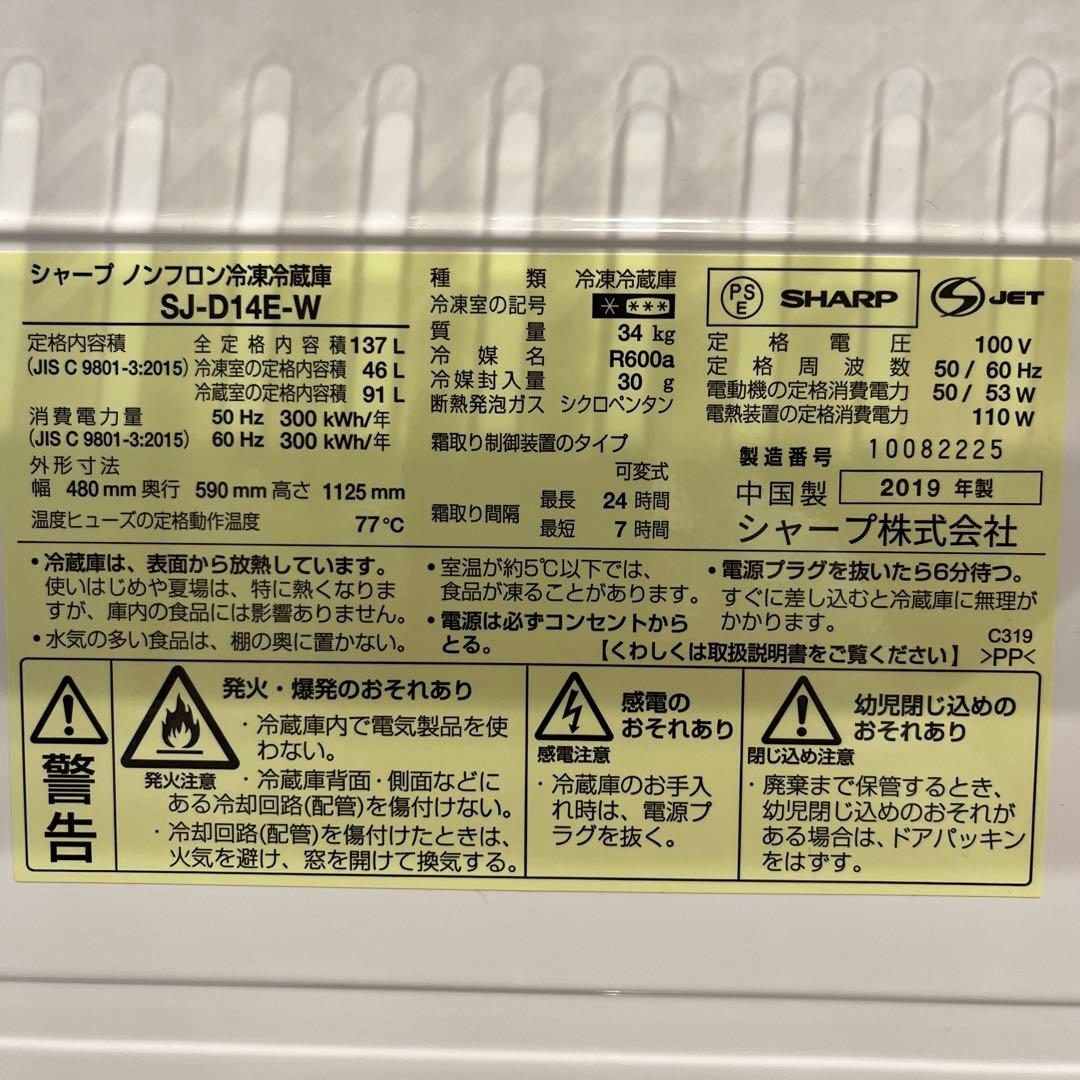 シャープ ノンフロン冷凍冷蔵庫
SJ-D14E-W
定格内容積 全定格内容積 137 L
(JIS C 9801-3:2015) 冷凍室の定格内容積 46 L
冷蔵室の定格内容積 91 L
消費電力量 50 Hz 300 kWh/年
(JIS C 9801-3:2015) 60 Hz 300 kWh/年
外形寸法
幅 480 mm 奥行 590 mm 高さ 1125 mm
温度ヒューズの定格動作温度 77℃
種類 冷凍冷蔵庫
冷凍室の記号 * ***
質量 34 kg
冷媒名 R600a
冷媒封入量 30 g
断熱発泡ガス シクロペンタン
霜取り制御装置のタイプ
可変式
霜取り間隔 最長 24 時間
最短 7 時間
PSE SHARP S JET
定格電圧 100 V
定格周波数 50 / 60 Hz
電動機の定格消費電力 50 / 53 W
電熱装置の定格消費電力 110 W
製造番号 10082225
中国製 2019 年製
シャープ株式会社
・冷蔵庫は、表面から放熱しています。
使いはじめや夏場は、特に熱くなりま
すが、庫内の食品には影響ありません。
・水気の多い食品は、棚の奥に置かない。
・室温が約5℃以下では、
食品が凍ることがあります。
・電源は必ずコンセントから
とる。
・電源プラグを抜いたら6分待つ。
すぐに差し込むと冷蔵庫に無理が
かかります。
C319
【くわしくは取扱説明書をご覧ください】 >PP<
警告
発火・爆発のおそれあり
発火注意
・冷蔵庫内で電気製品を使
わない。
・冷蔵庫背面・側面などに
ある冷却回路(配管)を傷付けない。
・冷却回路(配管)を傷付けたときは、
火気を避け、窓を開けて換気する。
感電の
おそれあり
感電注意
・冷蔵庫のお手入
れ時は、電源プ
ラグを抜く。
幼児閉じ込めの
おそれあり
閉じ込め注意
・廃棄まで保管するとき、
幼児閉じ込めのおそれが
ある場合は、ドアパッキン
をはずす。